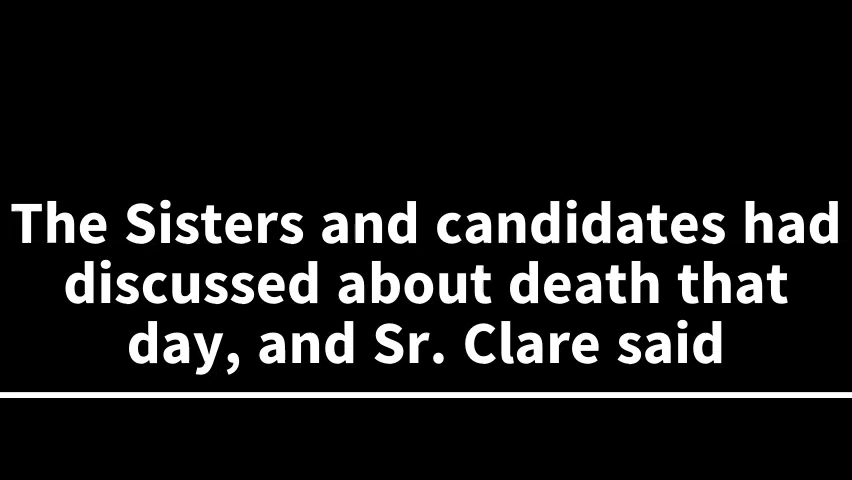 The Sisters and candidates had
discussed about death that
day, and Sr. Clare said